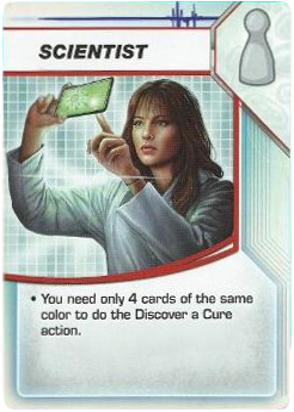 SCIENTIST
• You need only 4 cards of the same
color to do the Discover a Cure
action.